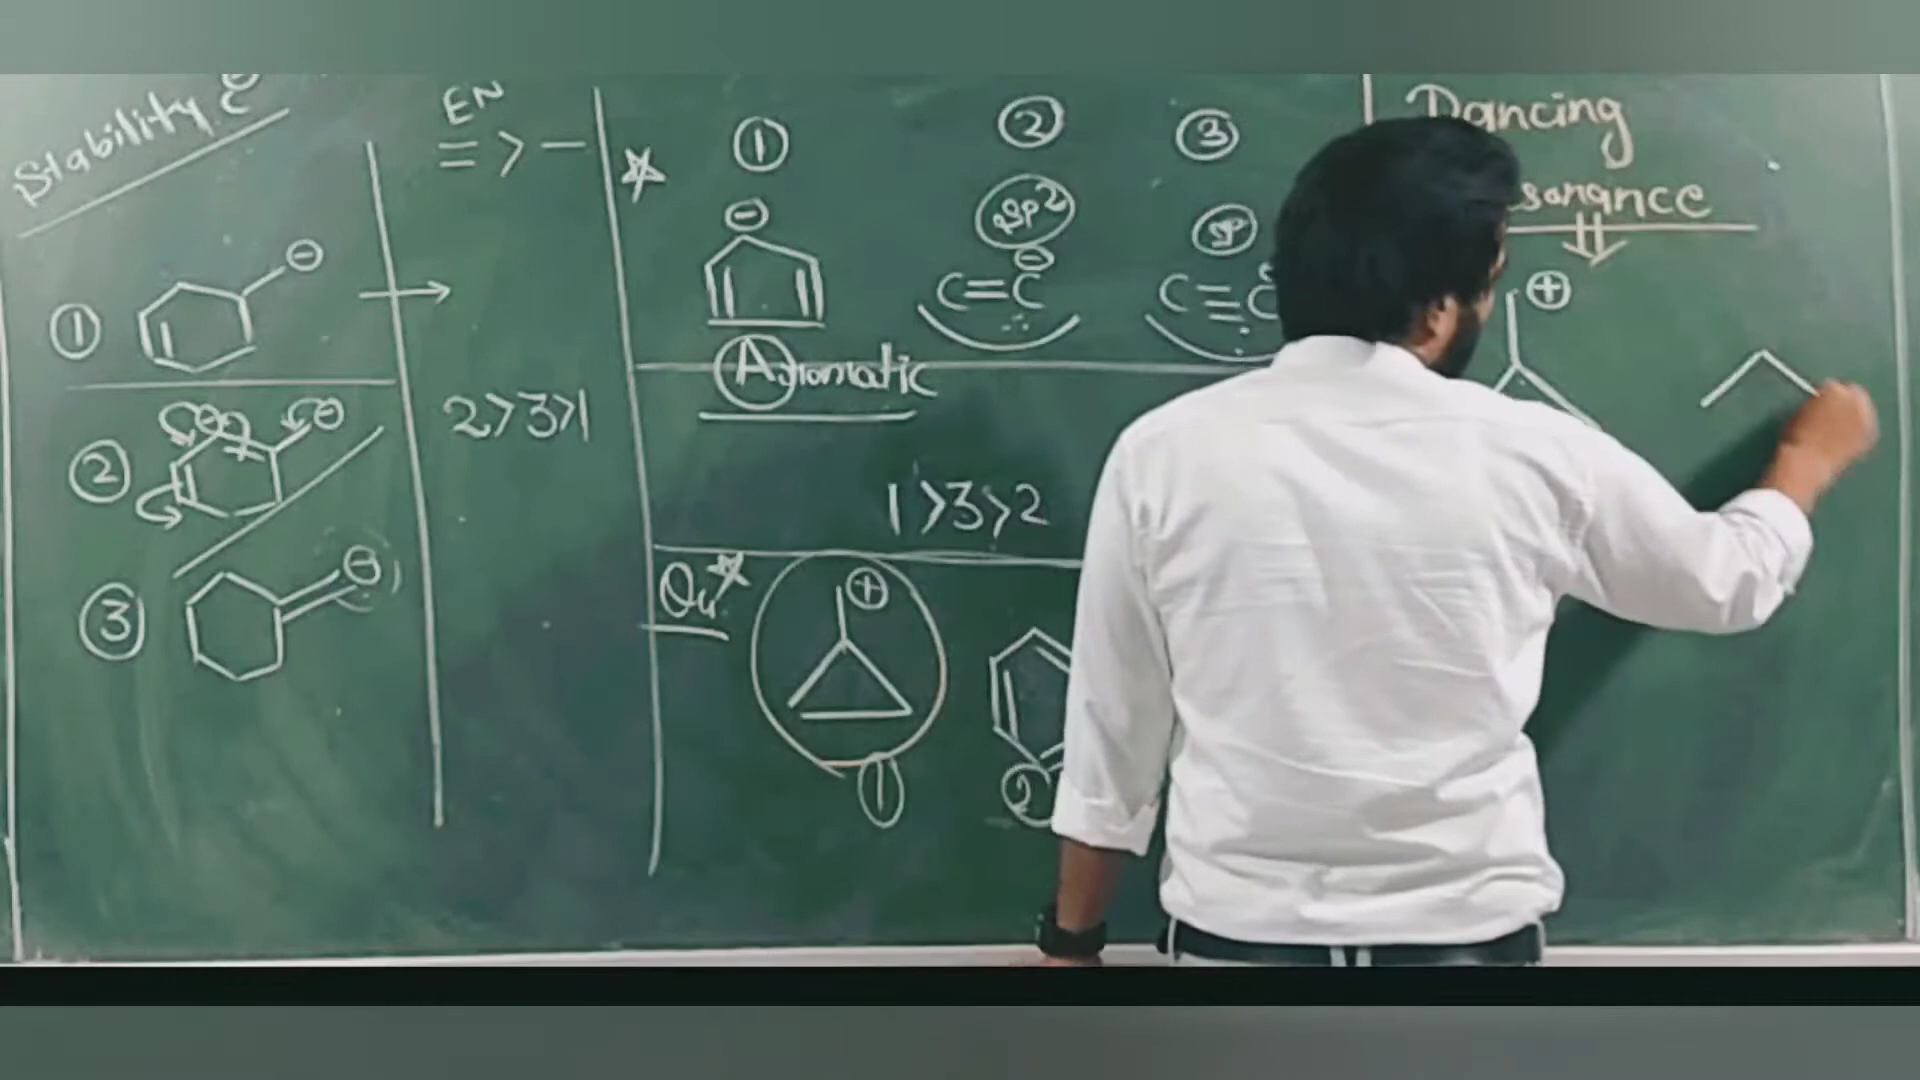 Stability C⊖
①
⊖
②
⊖
⊖
③
⊖
EN
= > −
2>3>1
① ② ③
⊖
sp² sp
C=C⊖ C≡C
Aromatic
1>3>2
Qu.
⊕
①
②
Dancing
sonance
⊕